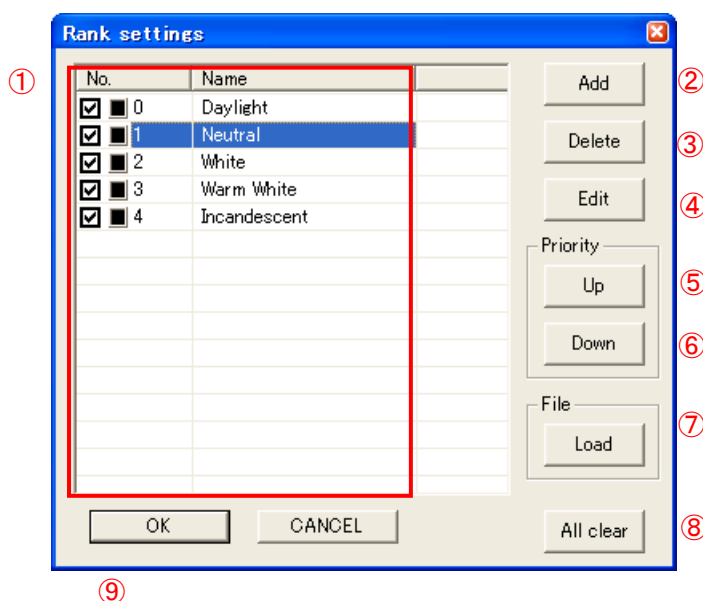 Rank settings
① No. Name Add ②
0 Daylight
1 Neutral Delete ③
2 White
3 Warm White Edit ④
4 Incandescent
Priority
Up ⑤
Down ⑥
File
Load ⑦
OK CANCEL All clear ⑧
⑨